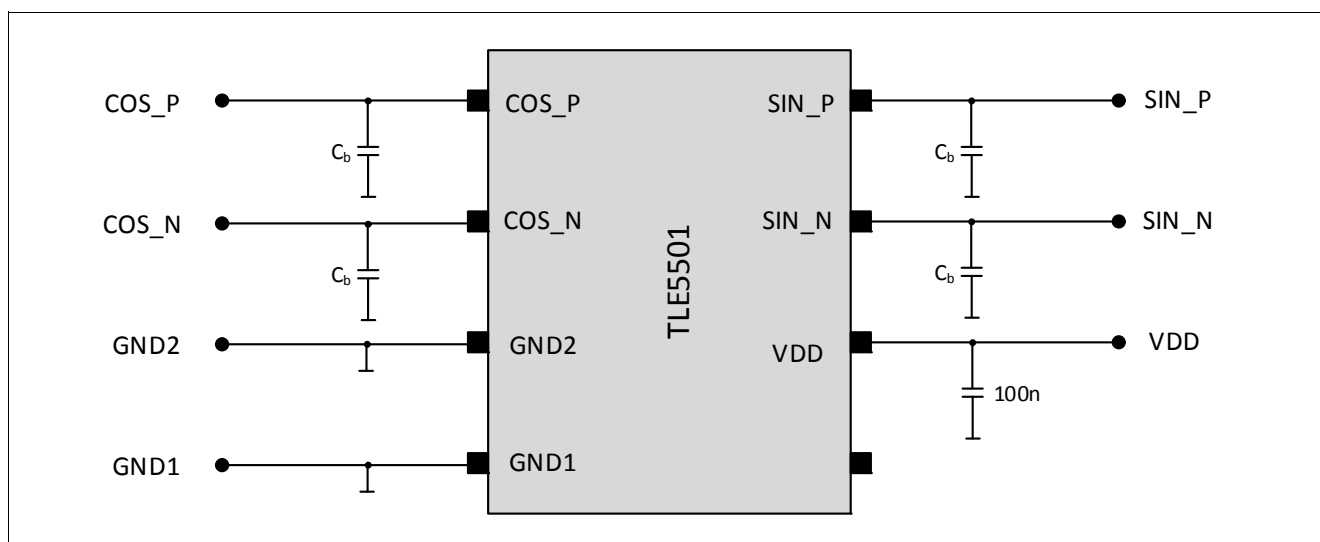 COS_P COS_P SIN_P SIN_P
C_b C_b
COS_N COS_N SIN_N SIN_N
C_b C_b
TLE5501
GND2 GND2 VDD VDD
100n
GND1 GND1